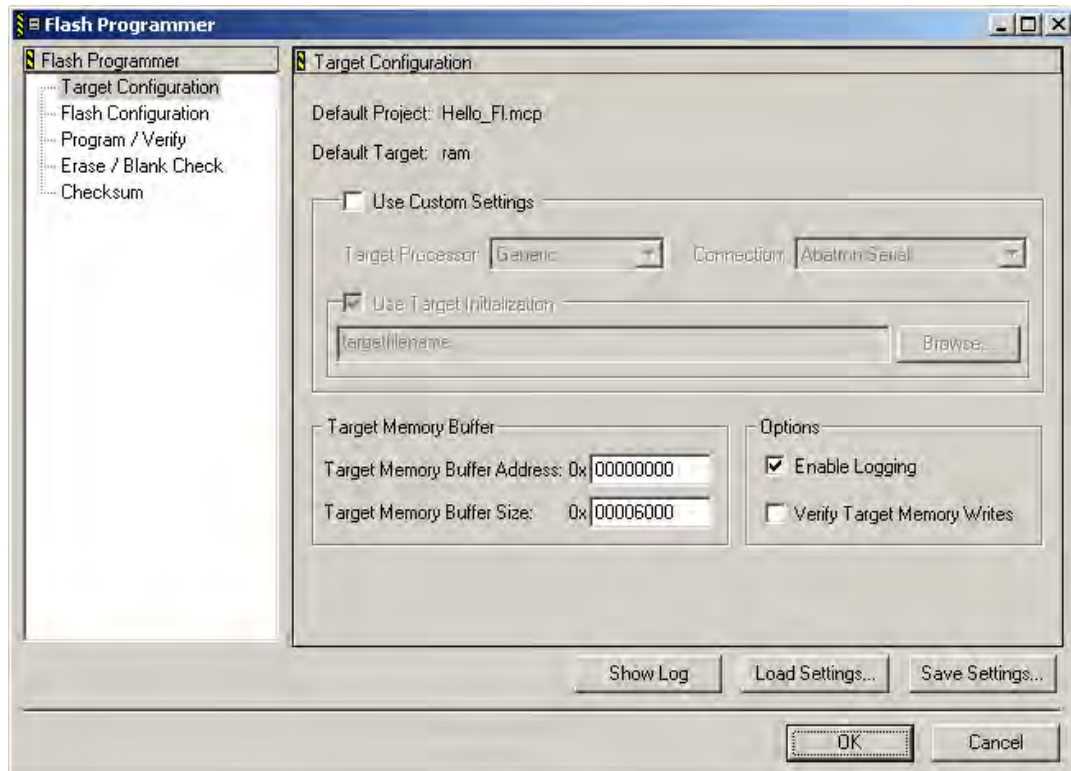 Flash Programmer
Flash Programmer
Target Configuration
Flash Configuration
Program / Verify
Erase / Blank Check
Checksum
Target Configuration
Default Project: Hello_Fl.mcp
Default Target: ram
Use Custom Settings
Target Processor: Generic Connection: Abatron Serial
Use Target Initialization
targetfilename Browse...
Target Memory Buffer
Target Memory Buffer Address: 0x 00000000
Target Memory Buffer Size: 0x 00006000
Options
Enable Logging
Verify Target Memory Writes
Show Log Load Settings... Save Settings...
OK Cancel